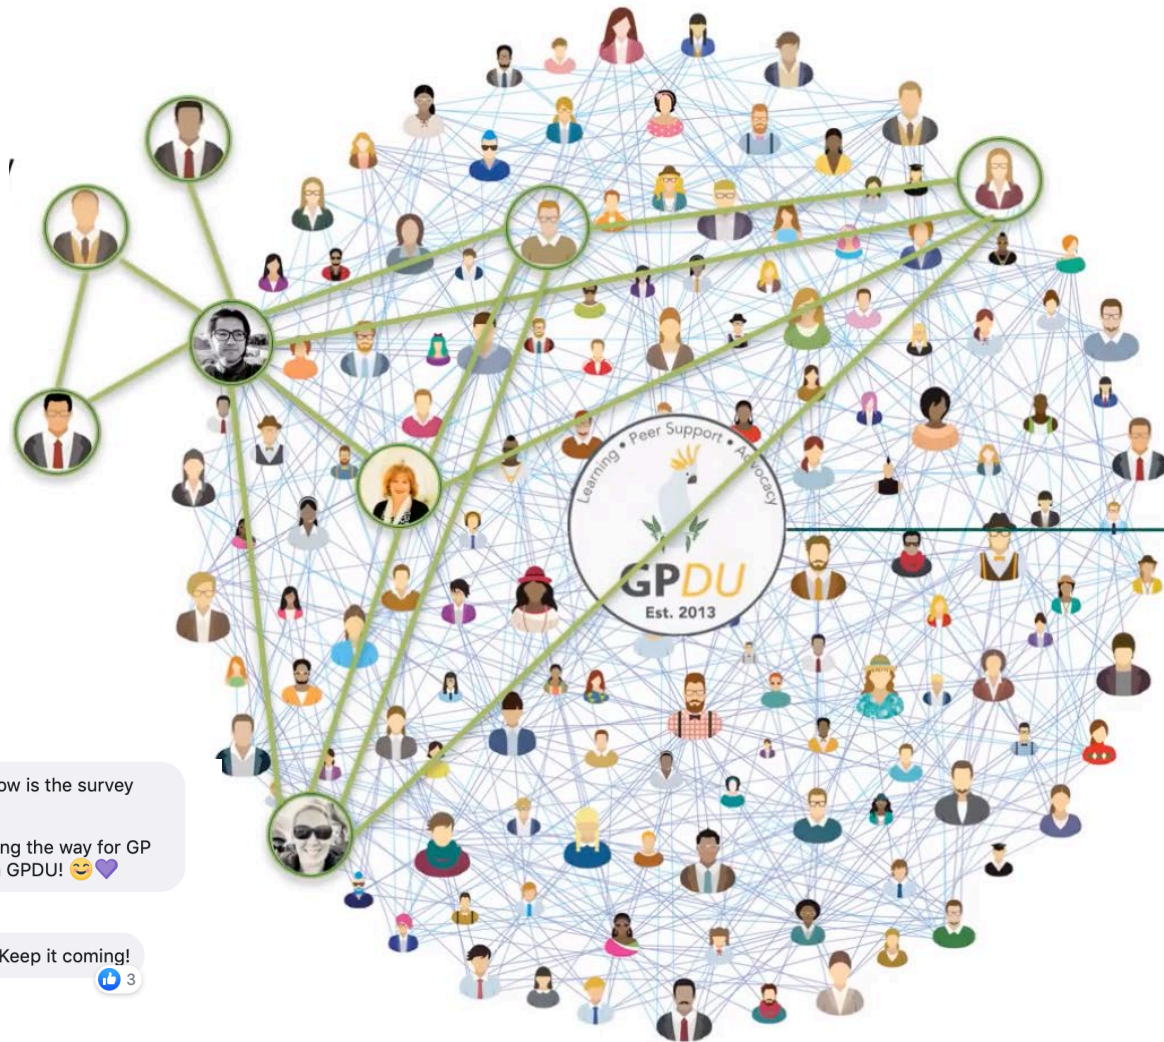 Learning • Peer Support • Advocacy
GPDU
Est. 2013
ow is the survey
ng the way for GP
GPDU! 😄💜
Keep it coming!
3